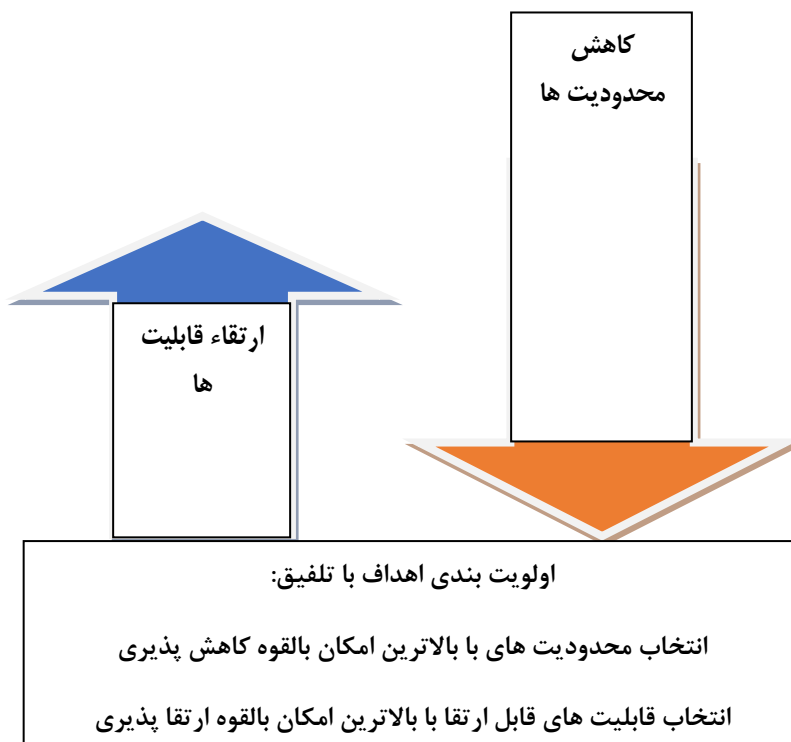 کاهش
محدودیت ها
ارتقاء قابلیت
ها
اولویت بندی اهداف با تلفیق:
انتخاب محدودیت های با بالاترین امکان بالقوه کاهش پذیری
انتخاب قابلیت های قابل ارتقا با بالاترین امکان بالقوه ارتقا پذیری